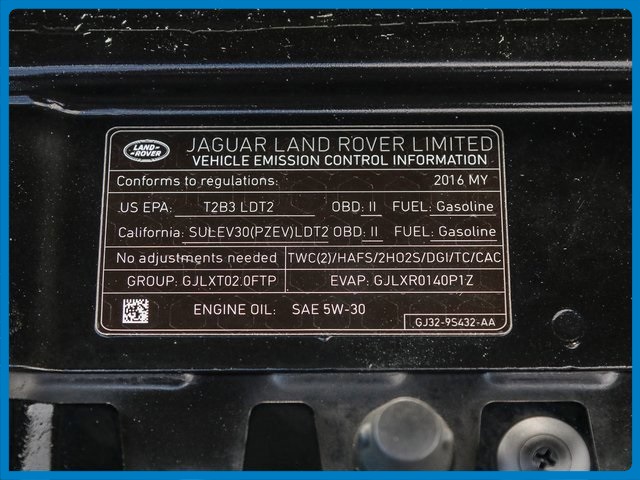 LAND-
-ROVER
JAGUAR LAND ROVER LIMITED
VEHICLE EMISSION CONTROL INFORMATION
Conforms to regulations: 2016 MY
US EPA: T2B3 LDT2 OBD: II FUEL: Gasoline
California: SULEV30(PZEV)LDT2 OBD: II FUEL: Gasoline
No adjustments needed TWC(2)/HAFS/2HO2S/DGI/TC/CAC
GROUP: GJLXT02.0FTP EVAP: GJLXR0140P1Z
ENGINE OIL: SAE 5W-30
GJ32-9S432-AA